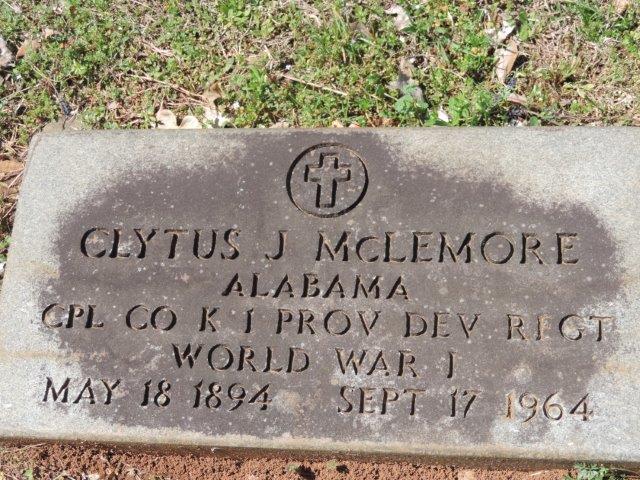 CLYTUS J McLEMORE
ALABAMA
CPL CO K 1 PROV DEV REGT
WORLD WAR I
MAY 18 1894 SEPT 17 1964